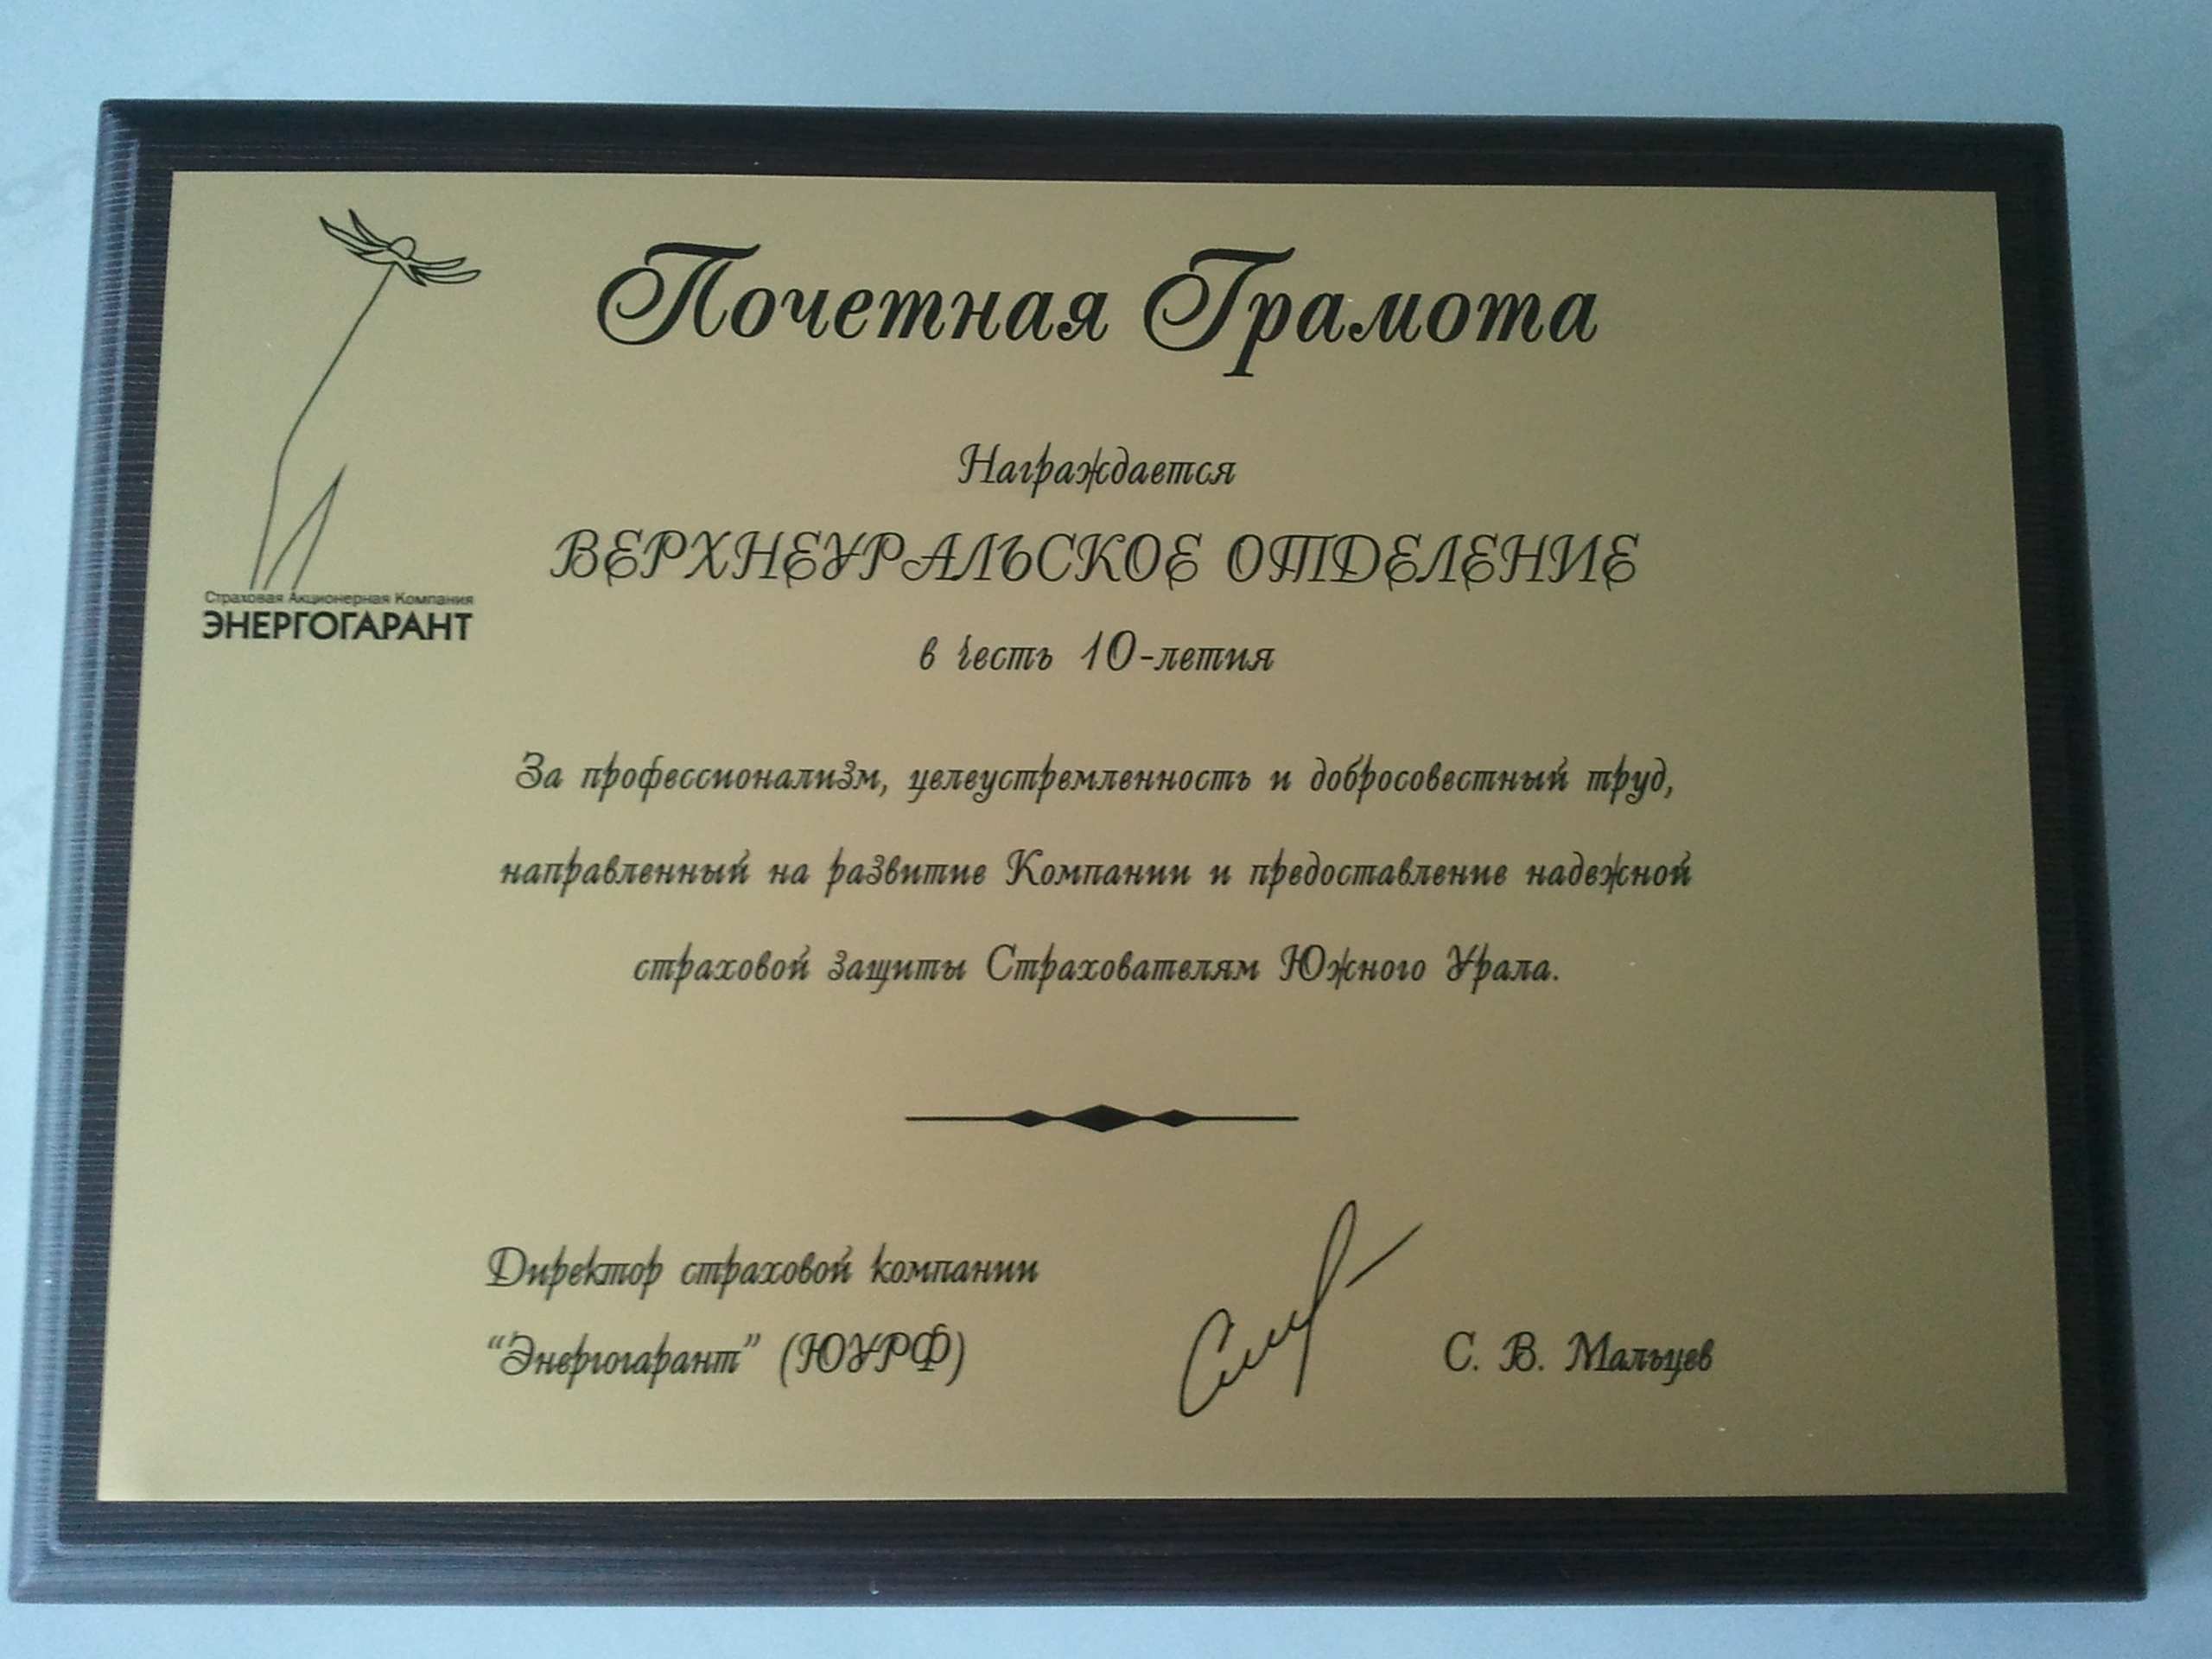 Почетная Грамота
Страховая Акционерная Компания
ЭНЕРГОГАРАНТ
Награждается
ВЕРХНЕУРАЛЬСКОЕ ОТДЕЛЕНИЕ
в честь 10-летия
За профессионализм, целеустремленность и добросовестный труд,
направленный на развитие Компании и предоставление надежной
страховой защиты Страхователям Южного Урала.
Директор страховой компании
“Энергогарант” (ЮУРФ)
С. В. Мальцев